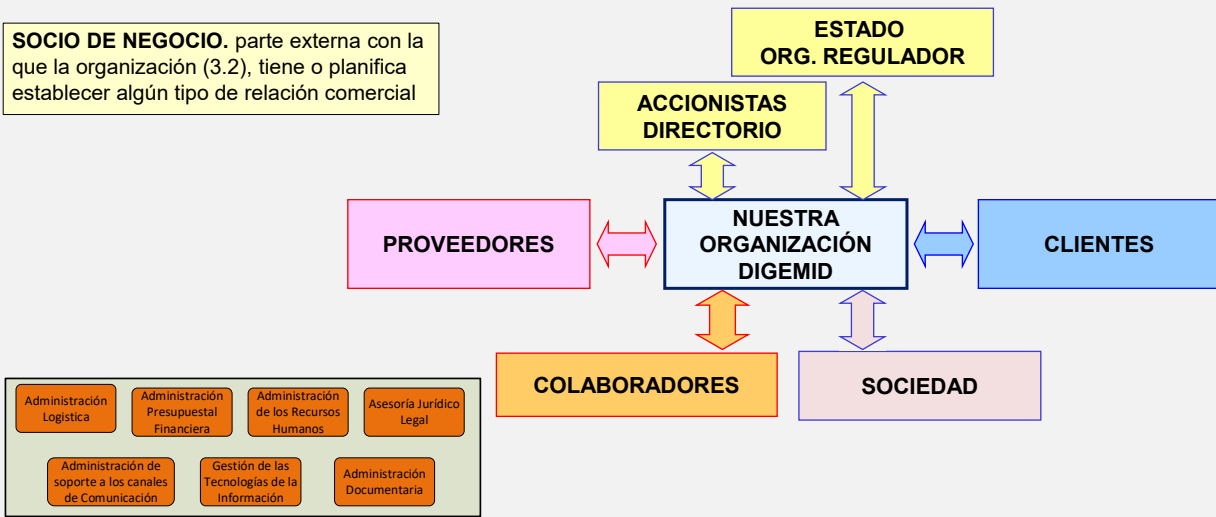 SOCIO DE NEGOCIO. parte externa con la
que la organización (3.2), tiene o planifica
establecer algún tipo de relación comercial
ESTADO
ORG. REGULADOR
ACCIONISTAS
DIRECTORIO
PROVEEDORES
NUESTRA
ORGANIZACIÓN
DIGEMID
CLIENTES
COLABORADORES
SOCIEDAD
Administración
Logistica
Administración
Presupuestal
Financiera
Administración
de los Recursos
Humanos
Asesoría Jurídico
Legal
Administración de
soporte a los canales
de Comunicación
Gestión de las
Tecnologías de la
Información
Administración
Documentaria